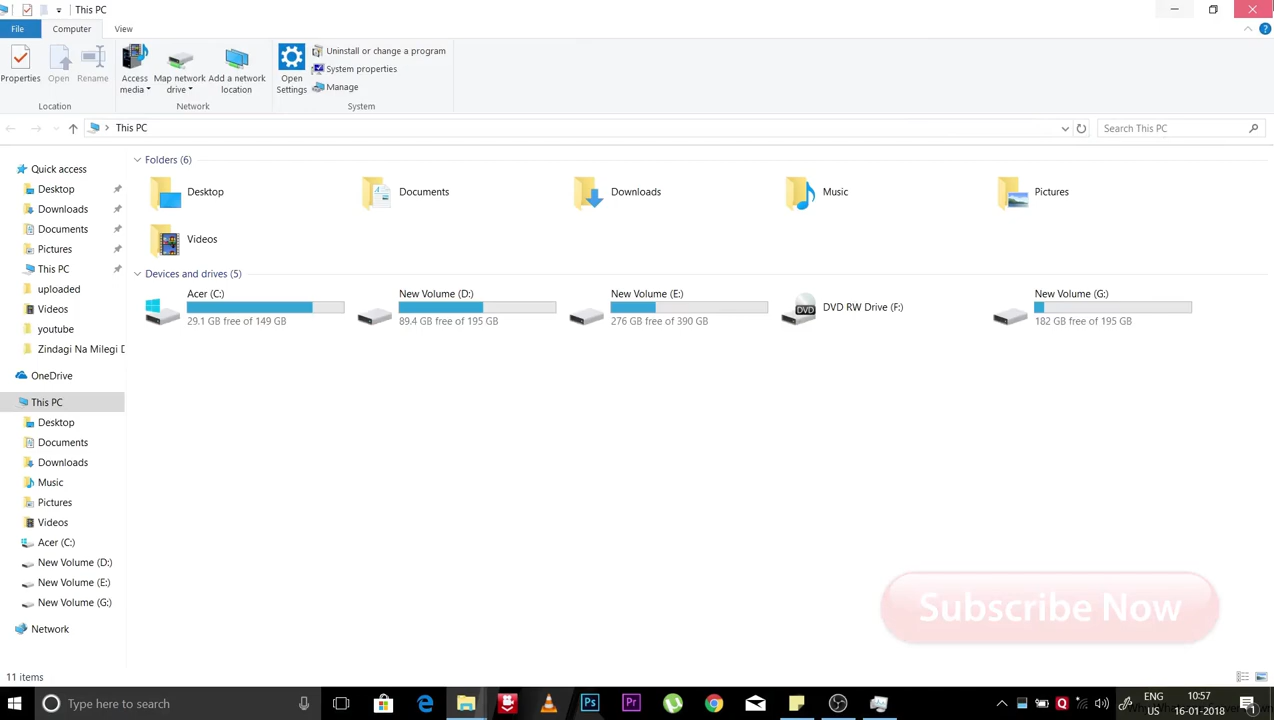 This PC
File
Computer
View
Properties
Open
Rename
Access media
Map network drive
Add a network location
Open Settings
Uninstall or change a program
System properties
Manage
Location
Network
System
This PC
Search This PC
Quick access
Desktop
Downloads
Documents
Pictures
This PC
uploaded
Videos
youtube
Zindagi Na Milegi D
OneDrive
This PC
Desktop
Documents
Downloads
Music
Pictures
Videos
Acer (C:)
New Volume (D:)
New Volume (E:)
New Volume (G:)
Network
Folders (6)
Desktop
Documents
Downloads
Music
Pictures
Videos
Devices and drives (5)
Acer (C:)
29.1 GB free of 149 GB
New Volume (D:)
89.4 GB free of 195 GB
New Volume (E:)
276 GB free of 390 GB
DVD
DVD RW Drive (F:)
New Volume (G:)
182 GB free of 195 GB
Subscribe Now
11 items
Type here to search
Ps
Pr
ENG
US
10:57
16-01-2018